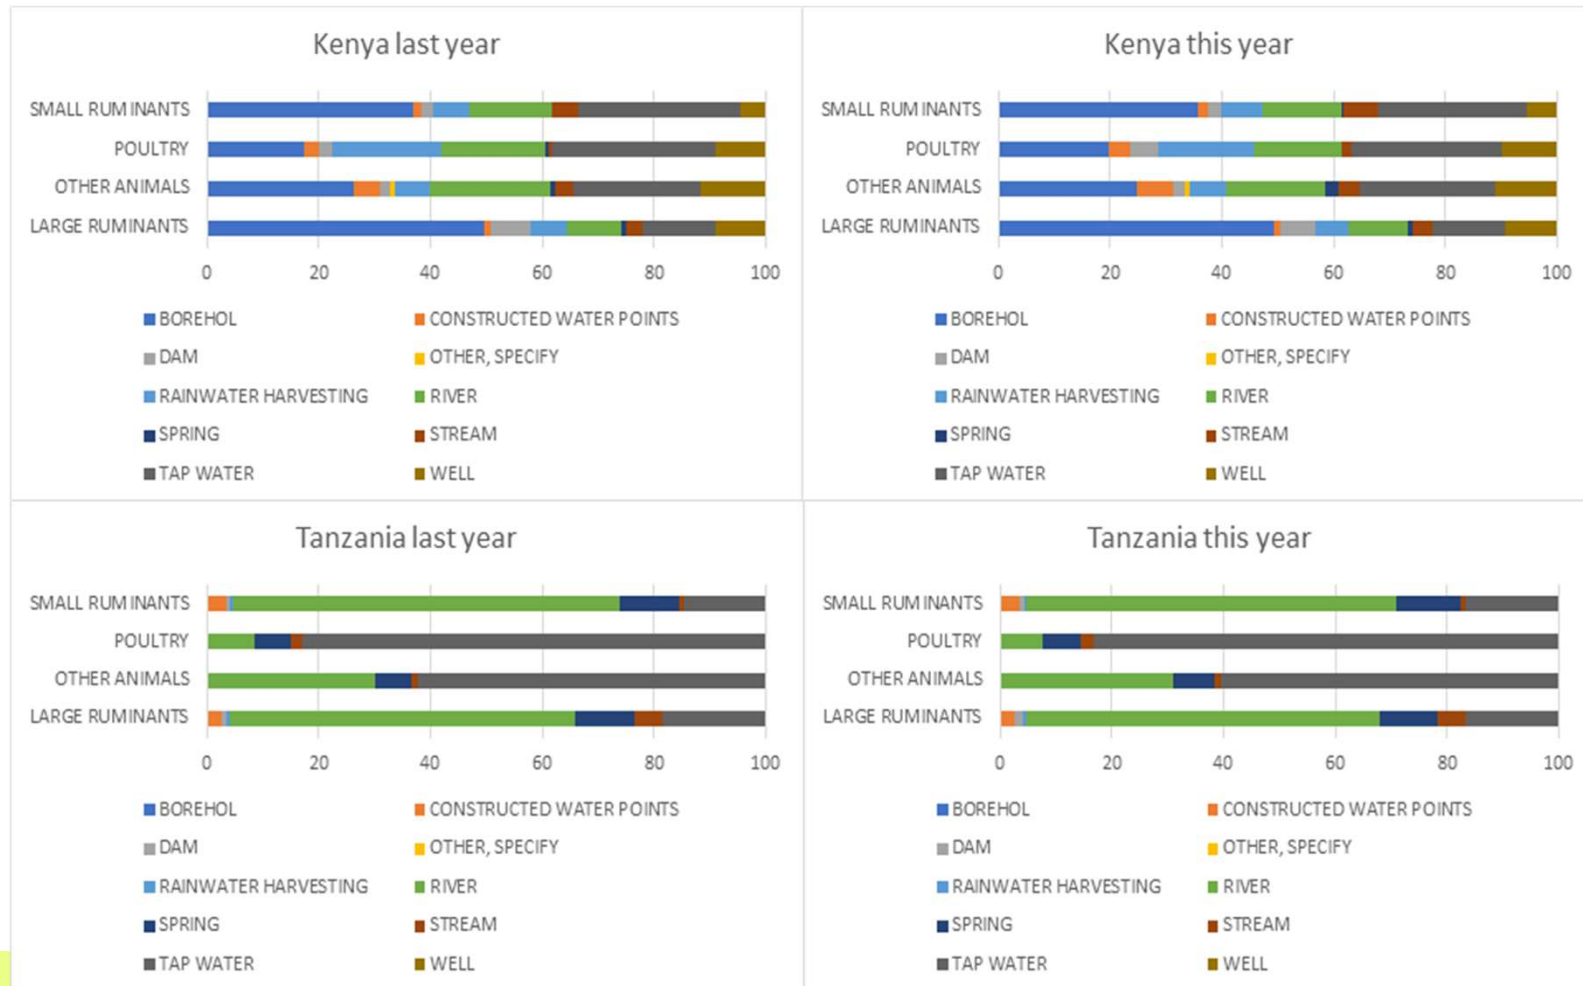 Kenya last year
SMALL RUMINANTS
POULTRY
OTHER ANIMALS
LARGE RUMINANTS
0 20 40 60 80 100
BOREHOL CONSTRUCTED WATER POINTS
DAM OTHER, SPECIFY
RAINWATER HARVESTING RIVER
SPRING STREAM
TAP WATER WELL
Kenya this year
SMALL RUMINANTS
POULTRY
OTHER ANIMALS
LARGE RUMINANTS
0 20 40 60 80 100
BOREHOL CONSTRUCTED WATER POINTS
DAM OTHER, SPECIFY
RAINWATER HARVESTING RIVER
SPRING STREAM
TAP WATER WELL
Tanzania last year
SMALL RUMINANTS
POULTRY
OTHER ANIMALS
LARGE RUMINANTS
0 20 40 60 80 100
BOREHOL CONSTRUCTED WATER POINTS
DAM OTHER, SPECIFY
RAINWATER HARVESTING RIVER
SPRING STREAM
TAP WATER WELL
Tanzania this year
SMALL RUMINANTS
POULTRY
OTHER ANIMALS
LARGE RUMINANTS
0 20 40 60 80 100
BOREHOL CONSTRUCTED WATER POINTS
DAM OTHER, SPECIFY
RAINWATER HARVESTING RIVER
SPRING STREAM
TAP WATER WELL